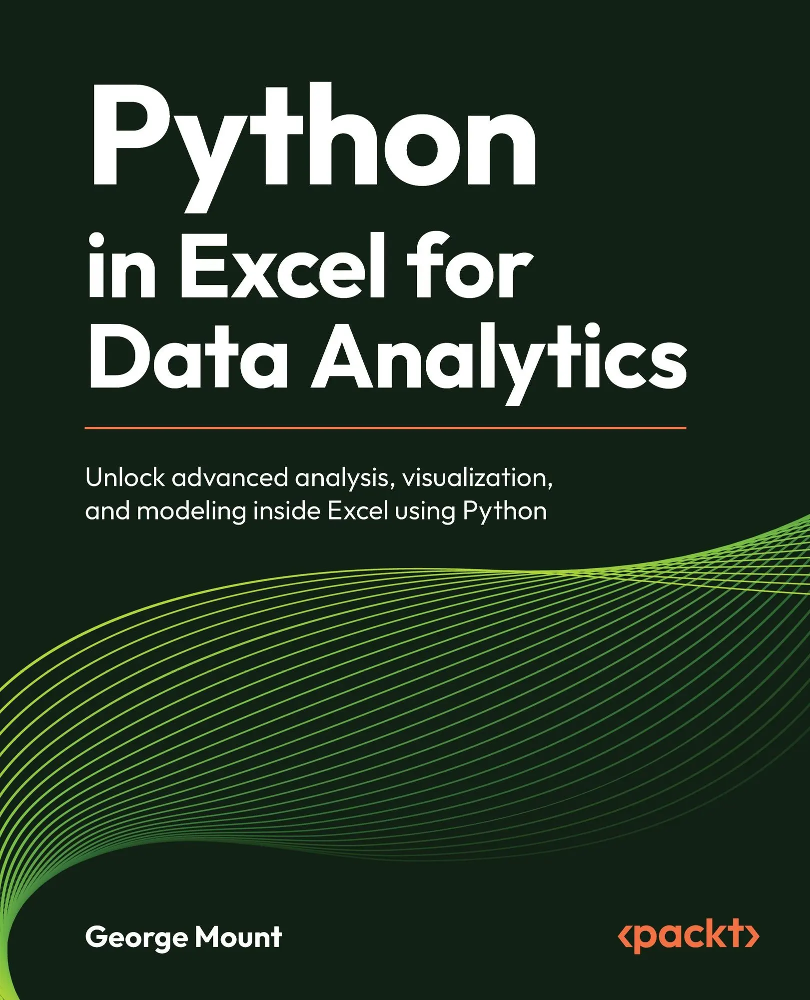 Python
in Excel for
Data Analytics
Unlock advanced analysis, visualization,
and modeling inside Excel using Python
George Mount
<packt>